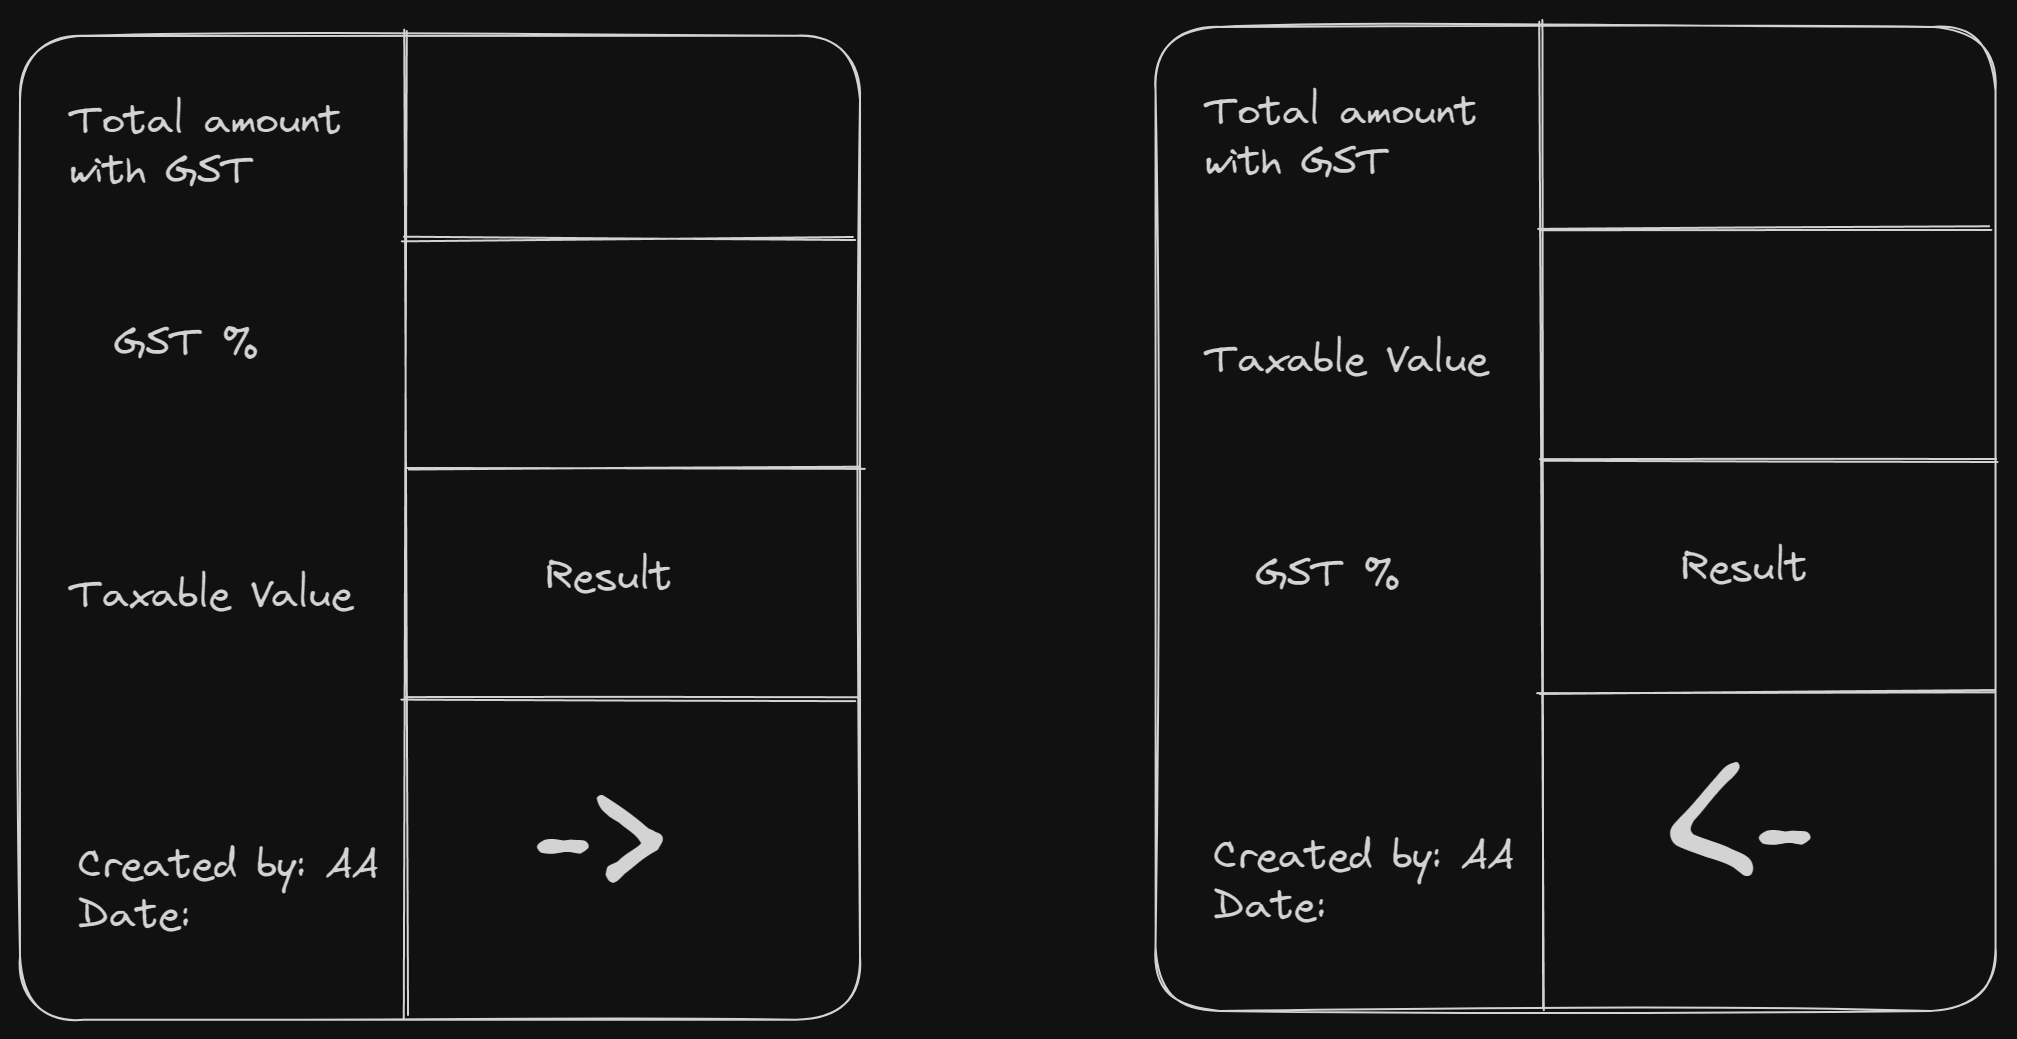 Total amount
with GST
GST %
Taxable Value
Result
Created by: AA
Date:
->
Total amount
with GST
Taxable Value
GST %
Result
Created by: AA
Date:
<-